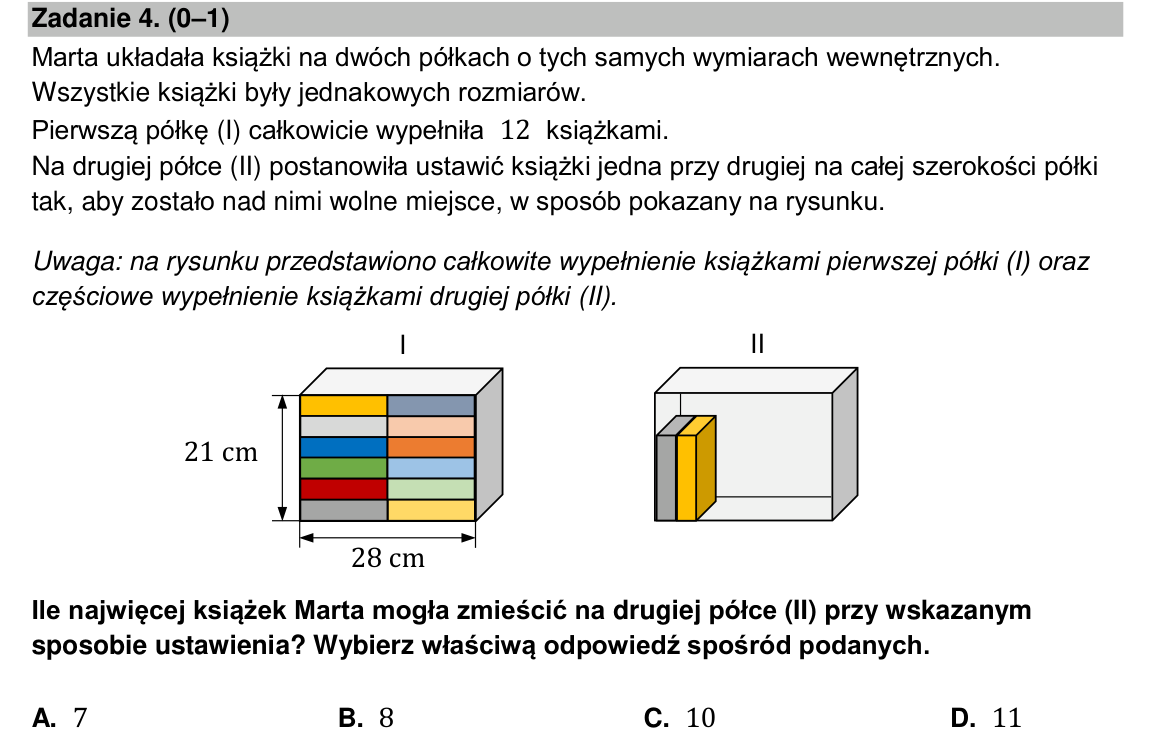 Zadanie 4. (0–1)
Marta układała książki na dwóch półkach o tych samych wymiarach wewnętrznych.
Wszystkie książki były jednakowych rozmiarów.
Pierwszą półkę (I) całkowicie wypełniła 12 książkami.
Na drugiej półce (II) postanowiła ustawić książki jedna przy drugiej na całej szerokości półki
tak, aby zostało nad nimi wolne miejsce, w sposób pokazany na rysunku.
Uwaga: na rysunku przedstawiono całkowite wypełnienie książkami pierwszej półki (I) oraz
częściowe wypełnienie książkami drugiej półki (II).
I II
21 cm
28 cm
Ile najwięcej książek Marta mogła zmieścić na drugiej półce (II) przy wskazanym
sposobie ustawienia? Wybierz właściwą odpowiedź spośród podanych.
A. 7 B. 8 C. 10 D. 11